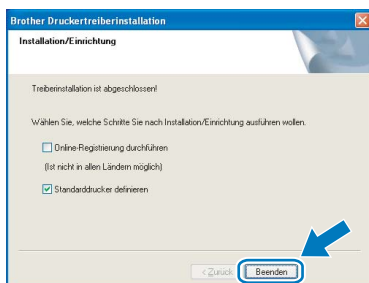 Brother Druckertreiberinstallation
Installation/Einrichtung
Treiberinstallation ist abgeschlossen!
Wählen Sie, welche Schritte Sie nach Installation/Einrichtung ausführen wollen.
Online-Registrierung durchführen
(Ist nicht in allen Ländern möglich)
Standarddrucker definieren
< Zurück
Beenden